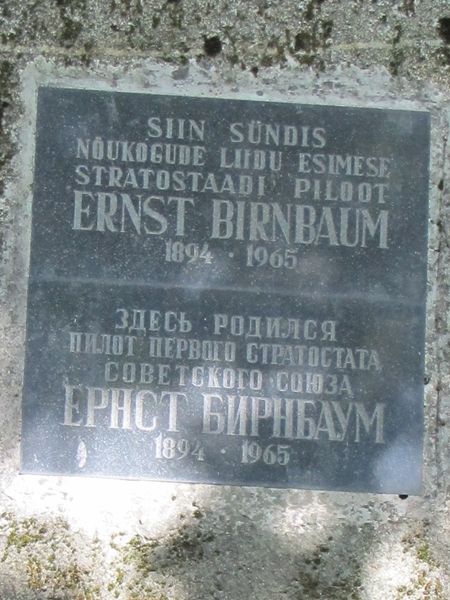 SIIN SÜNDIS
NÕUKOGUDE LIIDU ESIMESE
STRATOSTAADI PILOOT
ERNST BIRNBAUM
1894 · 1965
ЗДЕСЬ РОДИЛСЯ
ПИЛОТ ПЕРВОГО СТРАТОСТАТА
СОВЕТСКОГО СОЮЗА
ЕРНСТ БИРНБАУМ
1894 · 1965